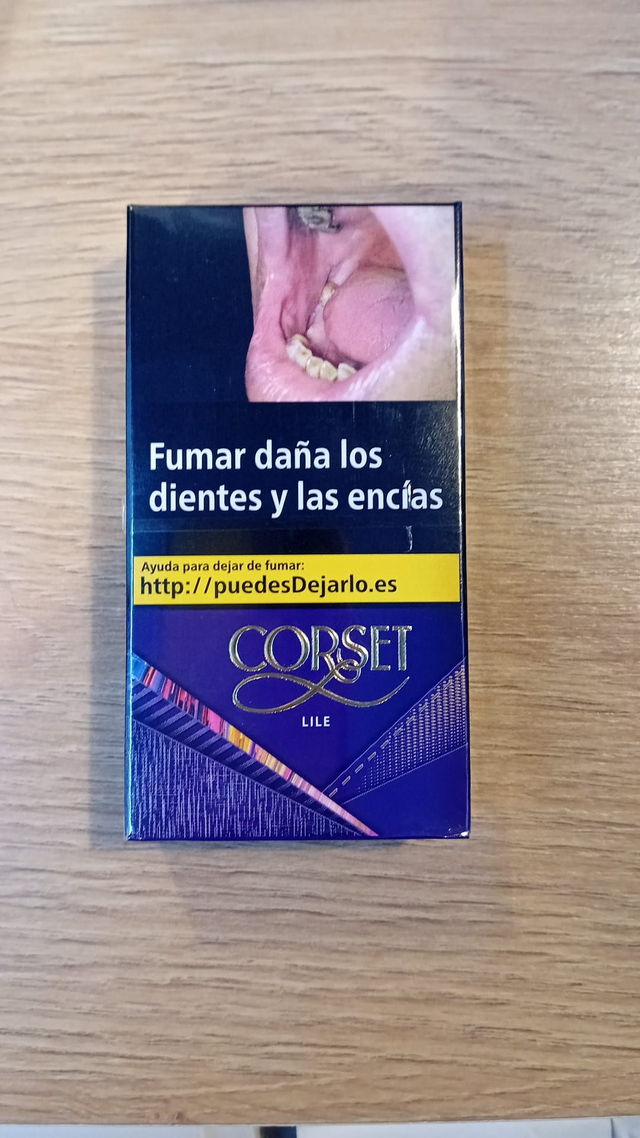 Fumar daña los
dientes y las encías
Ayuda para dejar de fumar:
http://puedesDejarlo.es
CORSET
LILE